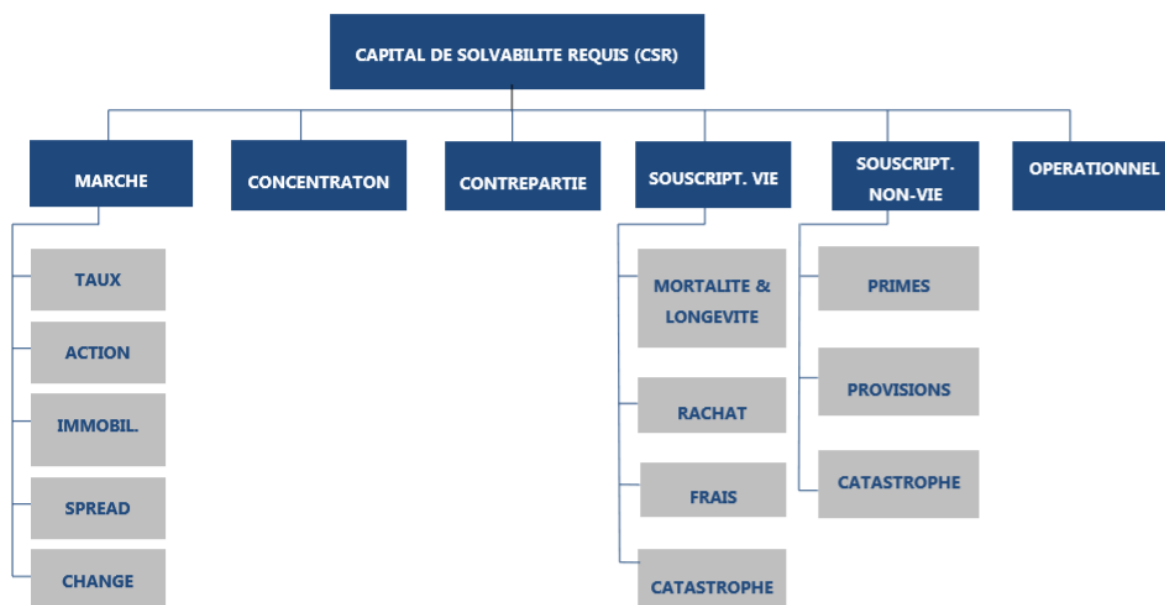 CAPITAL DE SOLVABILITE REQUIS (CSR)
MARCHE
CONCENTRATON
CONTREPARTIE
SOUSCRIPT. VIE
SOUSCRIPT.
NON-VIE
OPERATIONNEL
TAUX
ACTION
IMMOBIL.
SPREAD
CHANGE
MORTALITE &
LONGEVITE
RACHAT
FRAIS
CATASTROPHE
PRIMES
PROVISIONS
CATASTROPHE